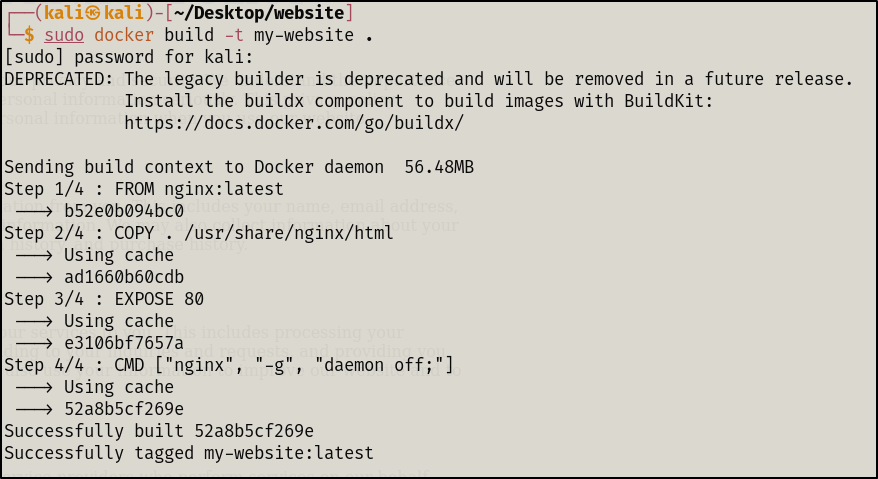 ┌──(kali㉿kali)-[~/Desktop/website]
└─$ sudo docker build -t my-website .
[sudo] password for kali:
DEPRECATED: The legacy builder is deprecated and will be removed in a future release.
            Install the buildx component to build images with BuildKit:
            https://docs.docker.com/go/buildx/
Sending build context to Docker daemon  56.48MB
Step 1/4 : FROM nginx:latest
 ---> b52e0b094bc0
Step 2/4 : COPY . /usr/share/nginx/html
 ---> Using cache
 ---> ad1660b60cdb
Step 3/4 : EXPOSE 80
 ---> Using cache
 ---> e3106bf7657a
Step 4/4 : CMD ["nginx", "-g", "daemon off;"]
 ---> Using cache
 ---> 52a8b5cf269e
Successfully built 52a8b5cf269e
Successfully tagged my-website:latest